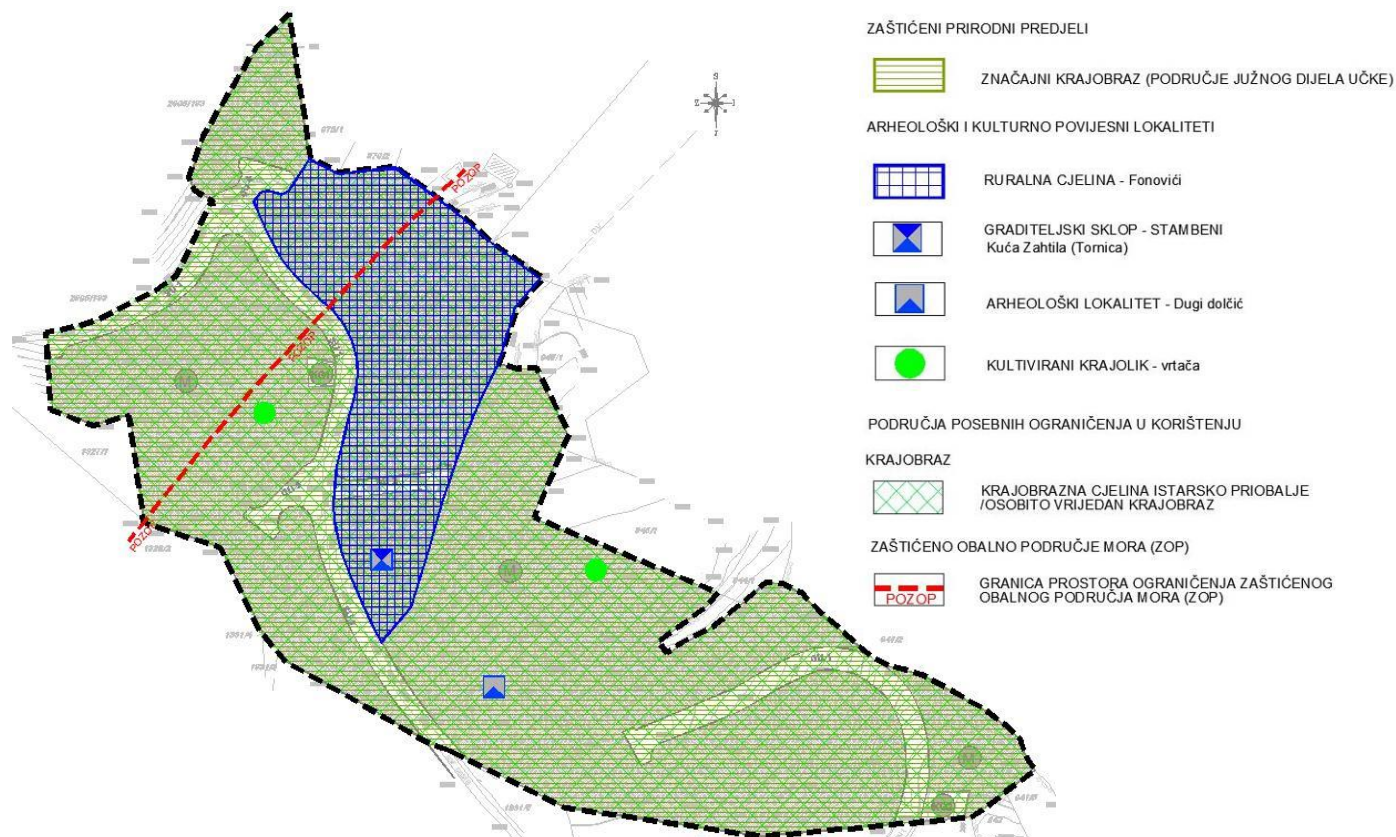 ZAŠTIĆENI PRIRODNI PREDJELI
ZNAČAJNI KRAJOBRAZ (PODRUČJE JUŽNOG DIJELA UČKE)
ARHEOLOŠKI I KULTURNO POVIJESNI LOKALITETI
RURALNA CJELINA - Fonovići
GRADITELJSKI SKLOP - STAMBENI
Kuća Zahtila (Tornica)
ARHEOLOŠKI LOKALITET - Dugi dolčić
KULTIVIRANI KRAJOLIK - vrtača
PODRUČJA POSEBNIH OGRANIČENJA U KORIŠTENJU
KRAJOBRAZ
KRAJOBRAZNA CJELINA ISTARSKO PRIOBALJE
/OSOBITO VRIJEDAN KRAJOBRAZ
ZAŠTIĆENO OBALNO PODRUČJE MORA (ZOP)
POZOP
GRANICA PROSTORA OGRANIČENJA ZAŠTIĆENOG
OBALNOG PODRUČJA MORA (ZOP)
S
Z
I
J
POZOP
POZOP
POZOP
M
M
M